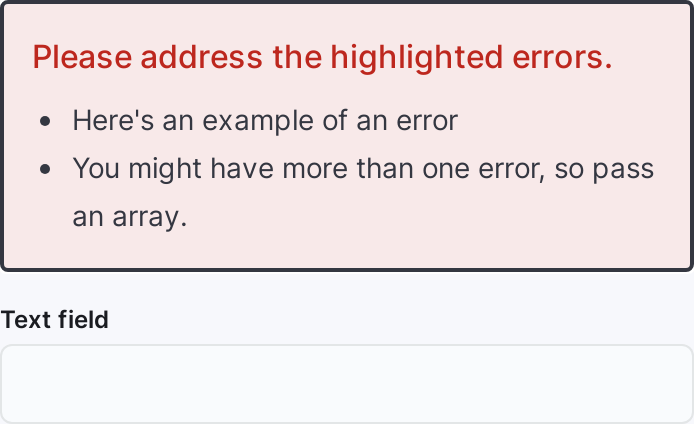 Please address the highlighted errors.
Here's an example of an error
You might have more than one error, so pass
an array.
Text field